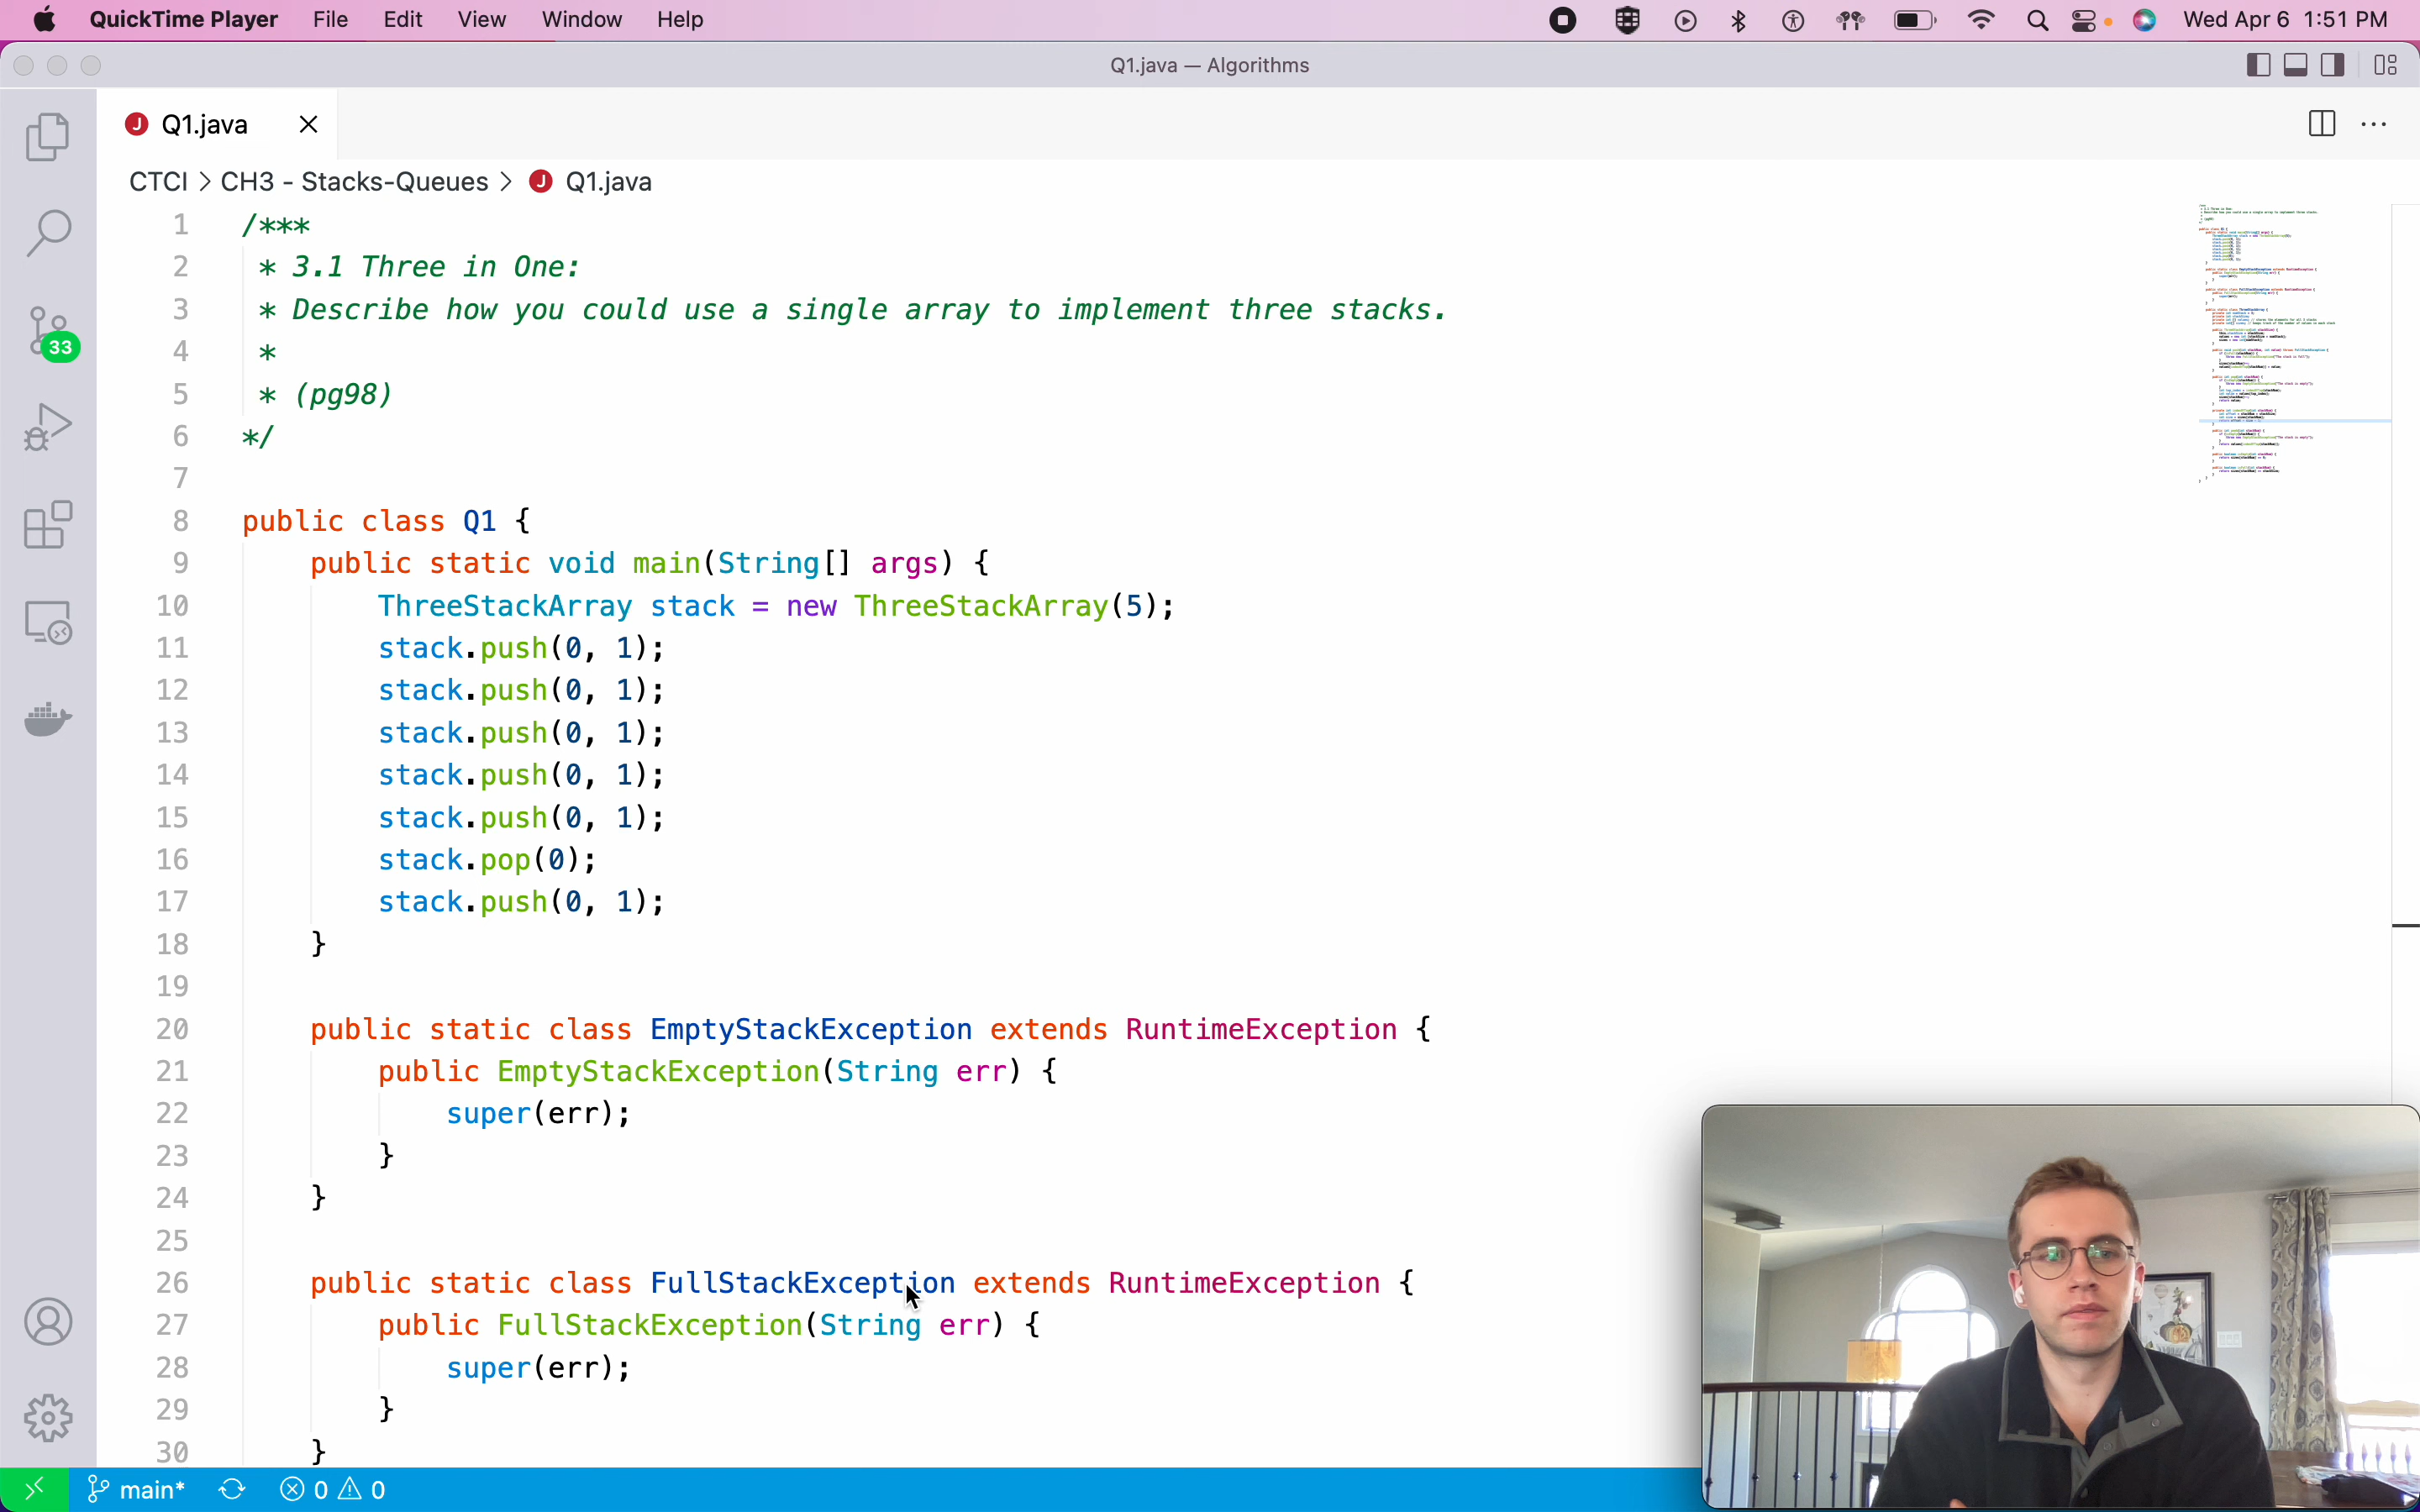 QuickTime Player File Edit View Window Help Wed Apr 6 1:51 PM
Q1.java — Algorithms
J Q1.java
CTCI > CH3 - Stacks-Queues > J Q1.java
33
1 /***
2 * 3.1 Three in One:
3 * Describe how you could use a single array to implement three stacks.
4 *
5 * (pg98)
6 */
7
8 public class Q1 {
9 public static void main(String[] args) {
10 ThreeStackArray stack = new ThreeStackArray(5);
11 stack.push(0, 1);
12 stack.push(0, 1);
13 stack.push(0, 1);
14 stack.push(0, 1);
15 stack.push(0, 1);
16 stack.pop(0);
17 stack.push(0, 1);
18 }
19
20 public static class EmptyStackException extends RuntimeException {
21 public EmptyStackException(String err) {
22 super(err);
23 }
24 }
25
26 public static class FullStackException extends RuntimeException {
27 public FullStackException(String err) {
28 super(err);
29 }
30 }
main* 0 0